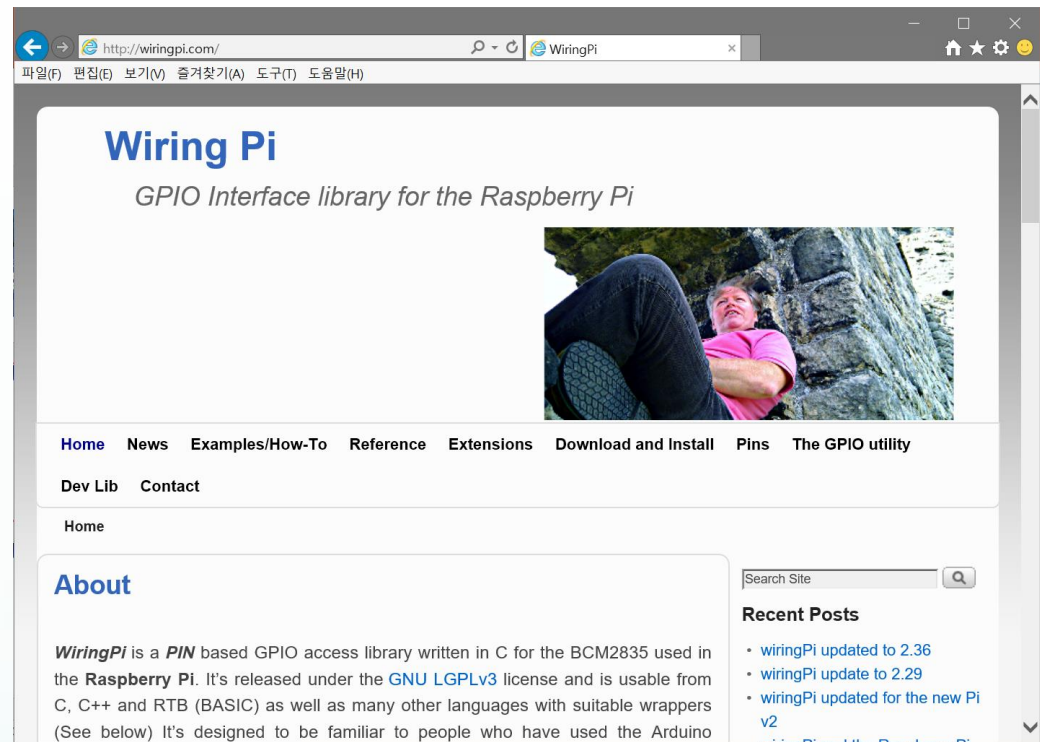 http://wiringpi.com/
WiringPi
파일(F) 편집(E) 보기(V) 즐겨찾기(A) 도구(T) 도움말(H)
Wiring Pi
GPIO Interface library for the Raspberry Pi
Home News Examples/How-To Reference Extensions Download and Install Pins The GPIO utility
Dev Lib Contact
Home
About
WiringPi is a PIN based GPIO access library written in C for the BCM2835 used in
the Raspberry Pi. It's released under the GNU LGPLv3 license and is usable from
C, C++ and RTB (BASIC) as well as many other languages with suitable wrappers
(See below) It's designed to be familiar to people who have used the Arduino
Search Site
Recent Posts
• wiringPi updated to 2.36
• wiringPi update to 2.29
• wiringPi updated for the new Pi
v2